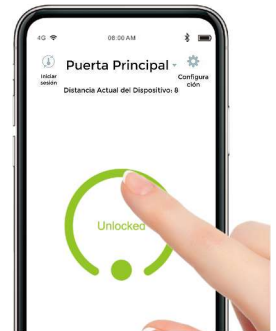 4G 08:00 AM
Iniciar
sesión
Puerta Principal
Configura
ción
Distancia Actual del Dispositivo: 8
Unlocked